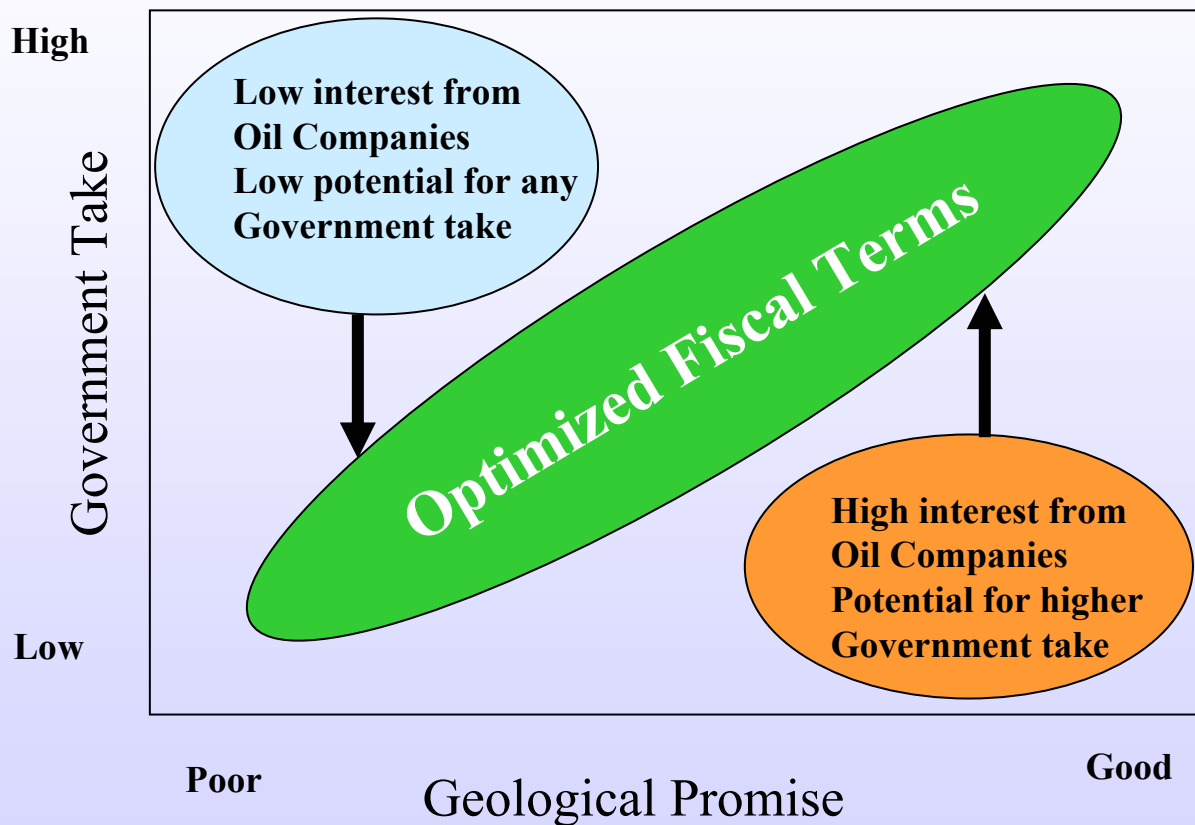 High
Low interest from
Oil Companies
Low potential for any
Government take
Government Take
Optimized Fiscal Terms
High interest from
Oil Companies
Potential for higher
Government take
Low
Poor
Good
Geological Promise